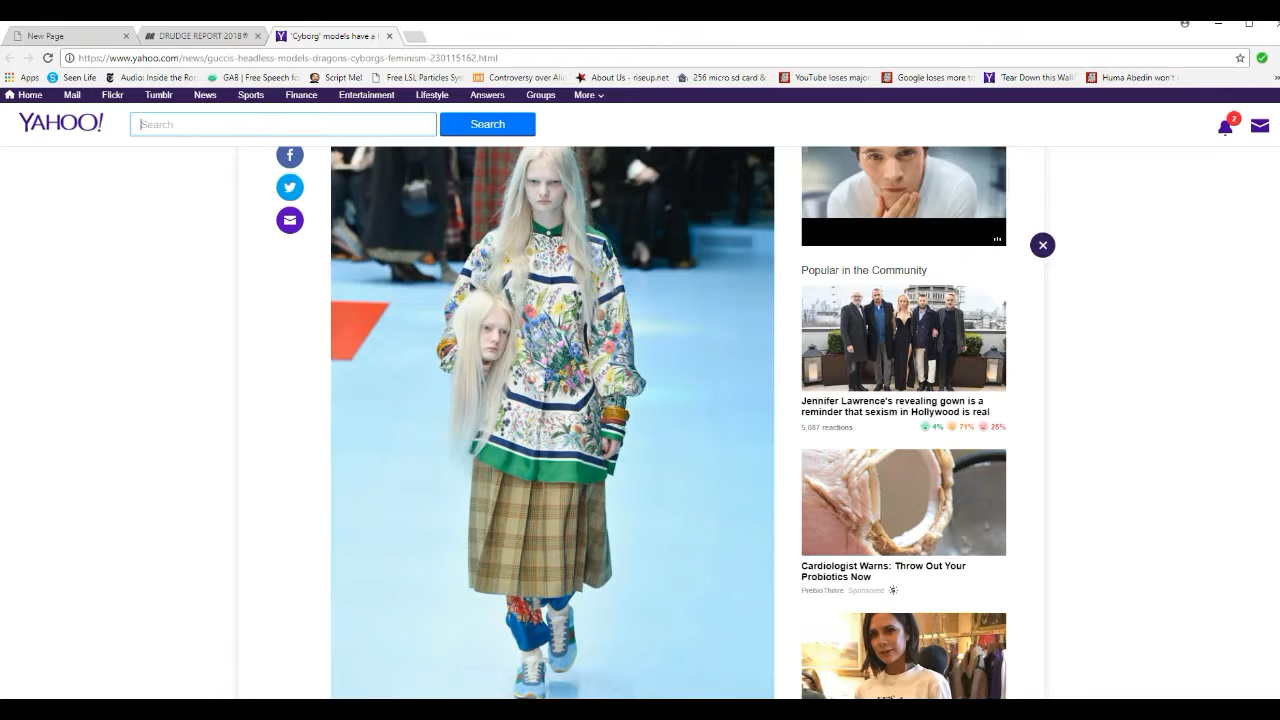 New Page
DRUDGE REPORT 2018®
'Cyborg' models have a
https://www.yahoo.com/news/guccis-headless-models-dragons-cyborgs-feminism-230115162.html
Apps
Seen Life
Audio: Inside the Ro
GAB | Free Speech fo
Script Me!
Free LSL Particles Sys
Controversy over Alie
About Us - riseup.net
256 micro sd card &
YouTube loses major
Google loses more to
Tear Down this Wall
Huma Abedin won't
Home Mail Flickr Tumblr News Sports Finance Entertainment Lifestyle Answers Groups More
YAHOO!
Search
Search
2
Popular in the Community
Jennifer Lawrence's revealing gown is a
reminder that sexism in Hollywood is real
5,087 reactions 4% 71% 25%
Cardiologist Warns: Throw Out Your
Probiotics Now
PrebioThrive Sponsored